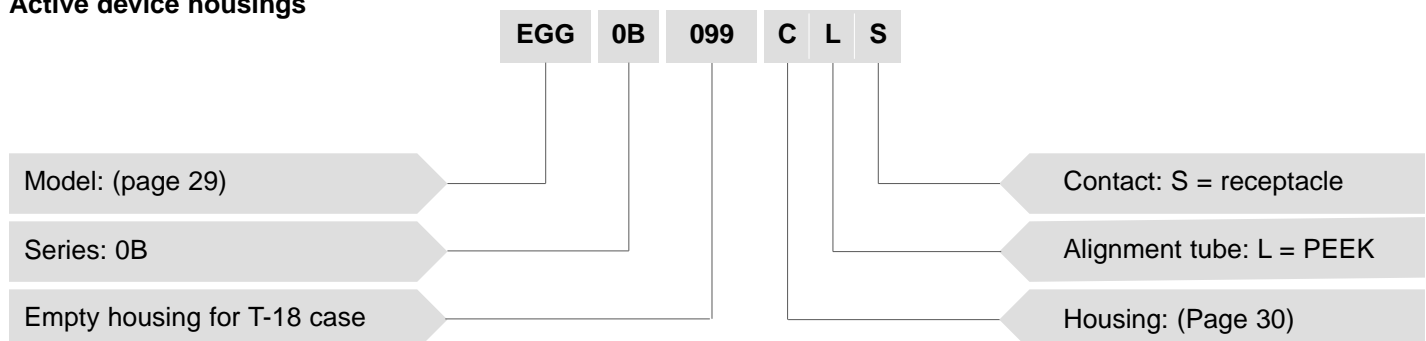 Active device housings
EGG 0B 099 C L S
Model: (page 29)
Series: 0B
Empty housing for T-18 case
Contact: S = receptacle
Alignment tube: L = PEEK
Housing: (Page 30)